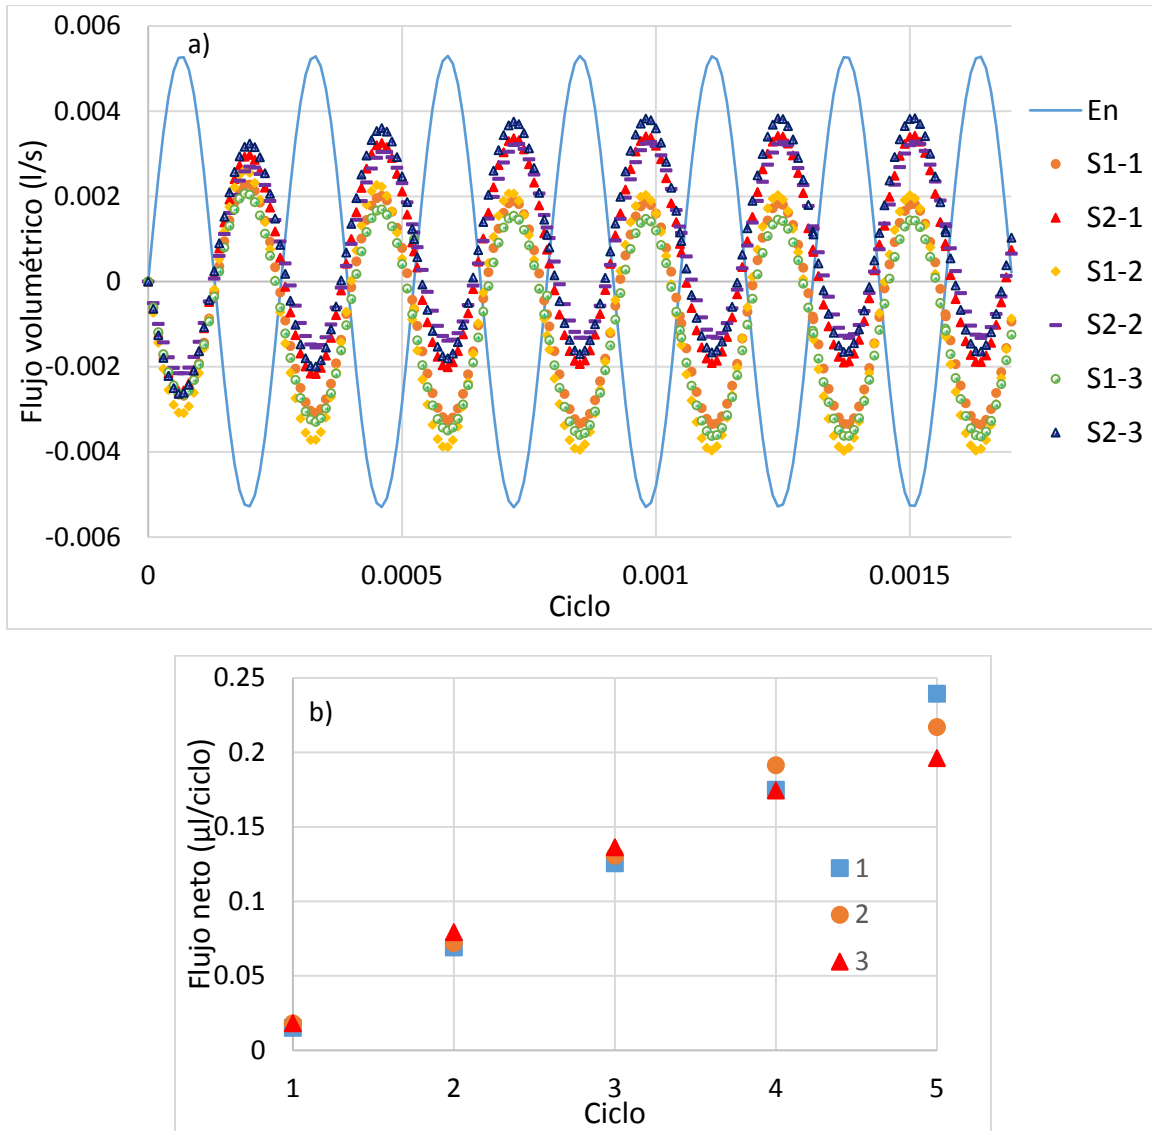 a)
Flujo volumétrico (l/s)
0.006
0.004
0.002
0
-0.002
-0.004
-0.006
0 0.0005 0.001 0.0015
Ciclo
En
S1-1
S2-1
S1-2
S2-2
S1-3
S2-3
b)
Flujo neto (µl/ciclo)
0.25
0.2
0.15
0.1
0.05
0
1 2 3 4 5
Ciclo
1
2
3